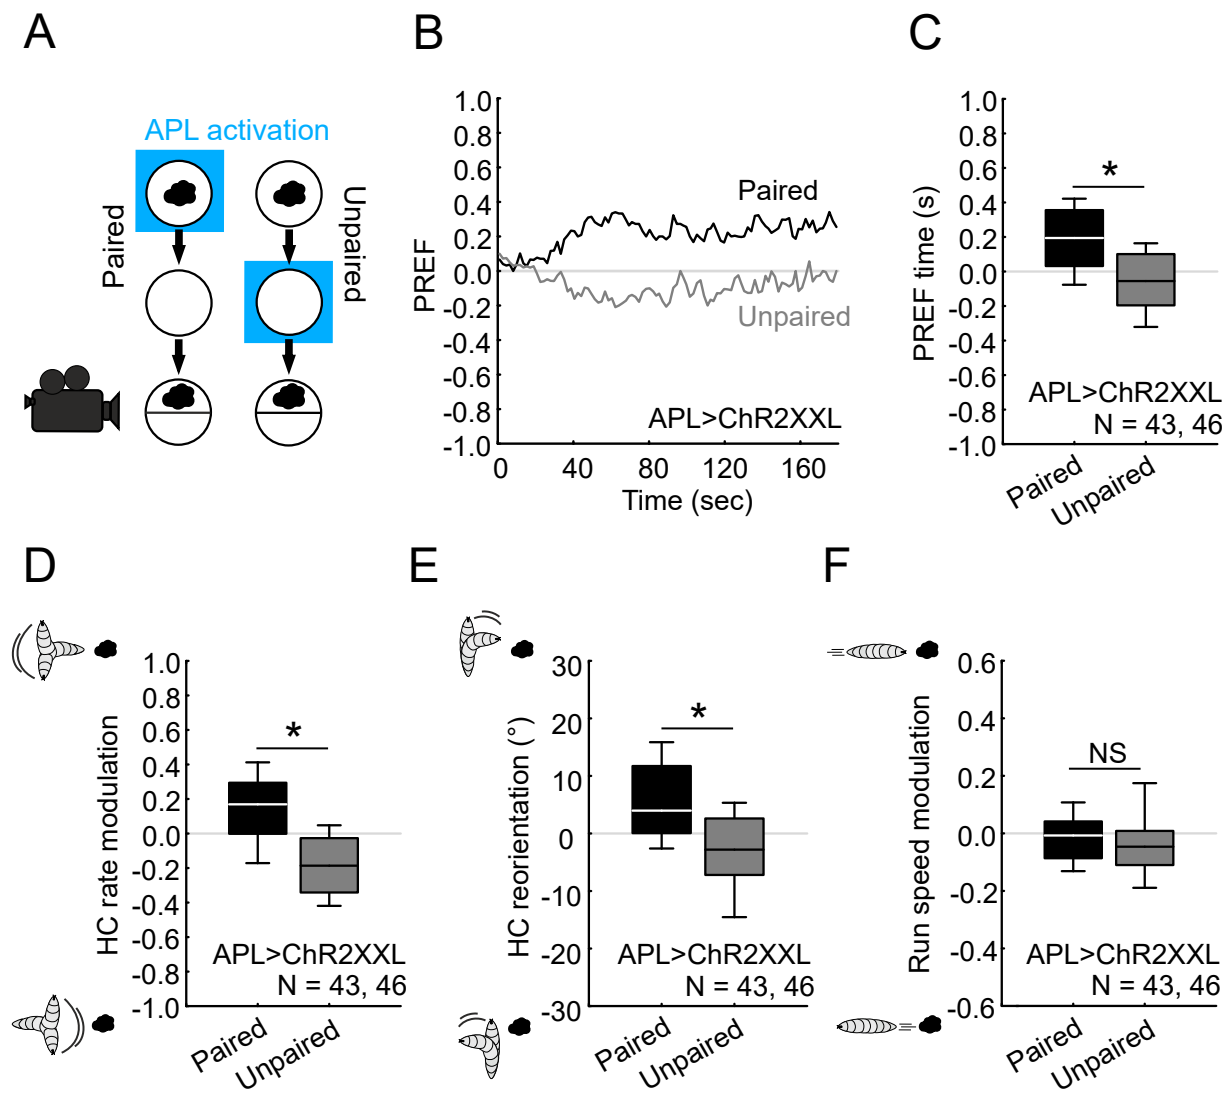 A
APL activation
Paired
Unpaired
B
PREF
1.0
0.8
0.6
0.4
0.2
0.0
-0.2
-0.4
-0.6
-0.8
-1.0
Paired
Unpaired
APL>ChR2XXL
0 40 80 120 160
Time (sec)
C
PREF time (s)
1.0
0.8
0.6
0.4
0.2
0.0
-0.2
-0.4
-0.6
-0.8
-1.0
*
APL>ChR2XXL
N = 43, 46
Paired
Unpaired
D
HC rate modulation
1.0
0.8
0.6
0.4
0.2
0.0
-0.2
-0.4
-0.6
-0.8
-1.0
*
APL>ChR2XXL
N = 43, 46
Paired
Unpaired
E
HC reorientation (°)
30
20
10
0
-10
-20
-30
*
APL>ChR2XXL
N = 43, 46
Paired
Unpaired
F
Run speed modulation
0.6
0.4
0.2
0.0
-0.2
-0.4
-0.6
NS
APL>ChR2XXL
N = 43, 46
Paired
Unpaired